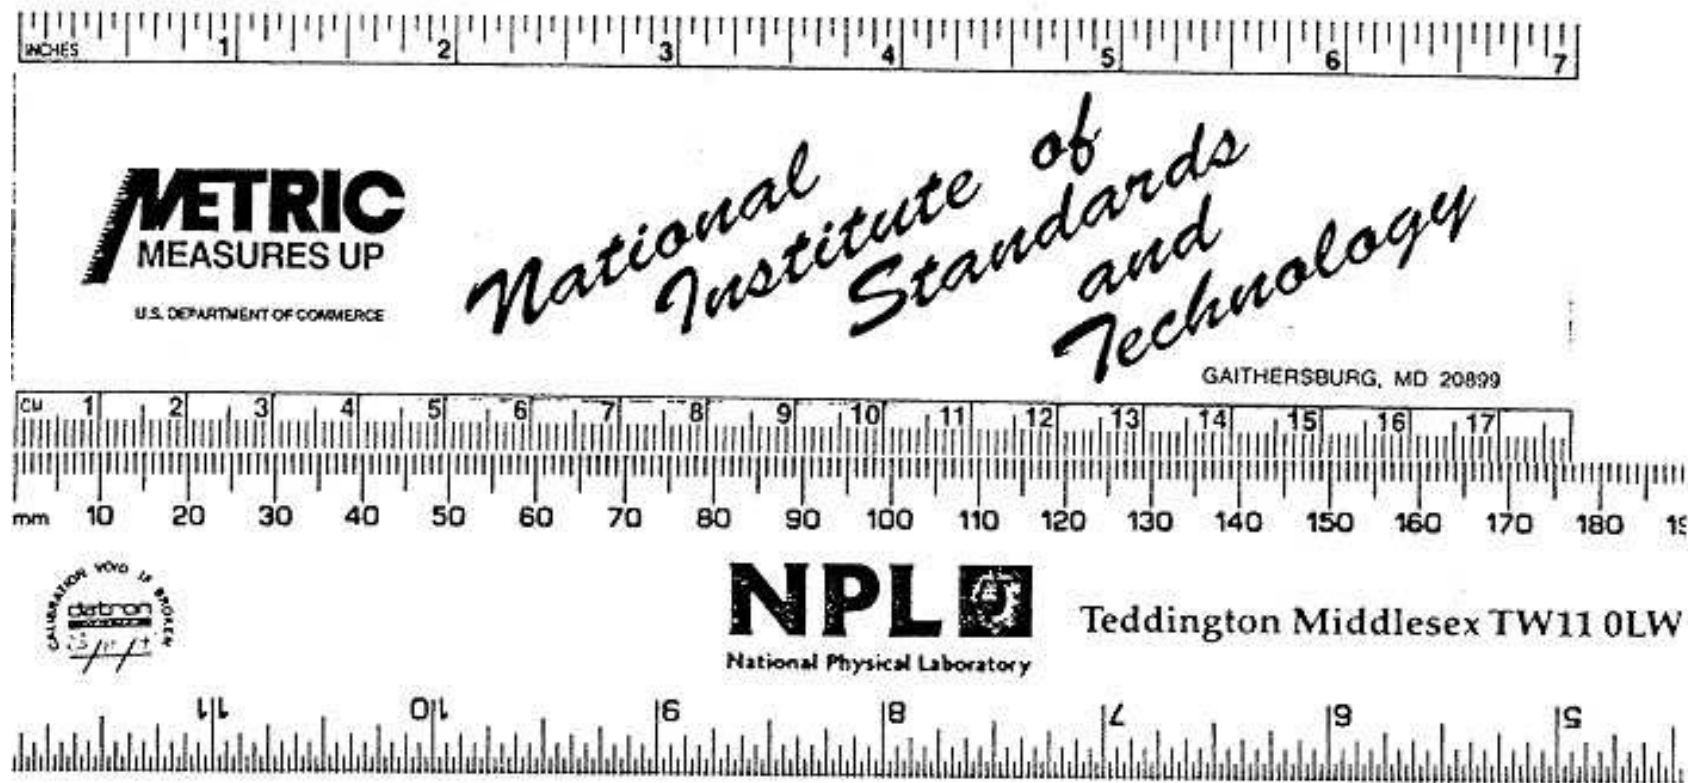 INCHES 1 2 3 4 5 6 7
METRIC
MEASURES UP
U.S. DEPARTMENT OF COMMERCE
National
Institute of
Standards
and
Technology
GAITHERSBURG, MD 20899
CM 1 2 3 4 5 6 7 8 9 10 11 12 13 14 15 16 17
mm 10 20 30 40 50 60 70 80 90 100 110 120 130 140 150 160 170 180
CALIBRATION VOID IF BROKEN
datron
NPL
National Physical Laboratory
Teddington Middlesex TW11 0LW
11 10 9 8 7 6 5